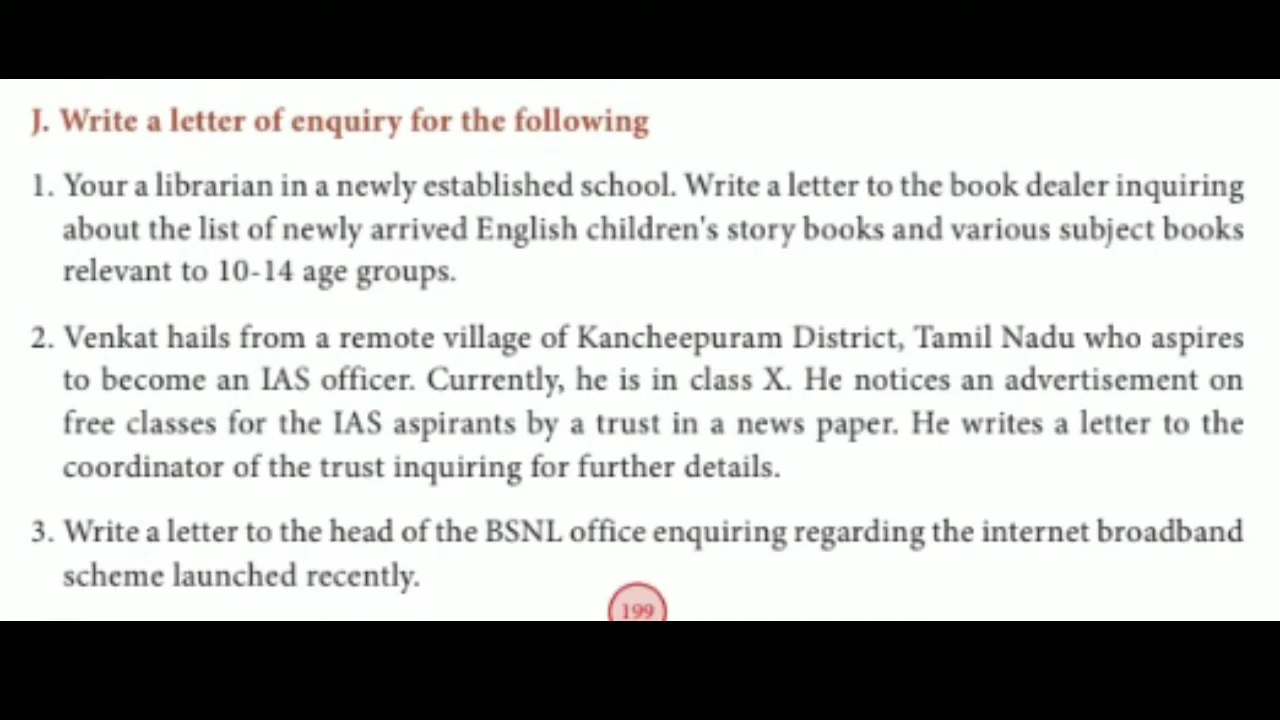 J. Write a letter of enquiry for the following
1. Your a librarian in a newly established school. Write a letter to the book dealer inquiring
about the list of newly arrived English children's story books and various subject books
relevant to 10-14 age groups.
2. Venkat hails from a remote village of Kancheepuram District, Tamil Nadu who aspires
to become an IAS officer. Currently, he is in class X. He notices an advertisement on
free classes for the IAS aspirants by a trust in a news paper. He writes a letter to the
coordinator of the trust inquiring for further details.
3. Write a letter to the head of the BSNL office enquiring regarding the internet broadband
scheme launched recently.
199